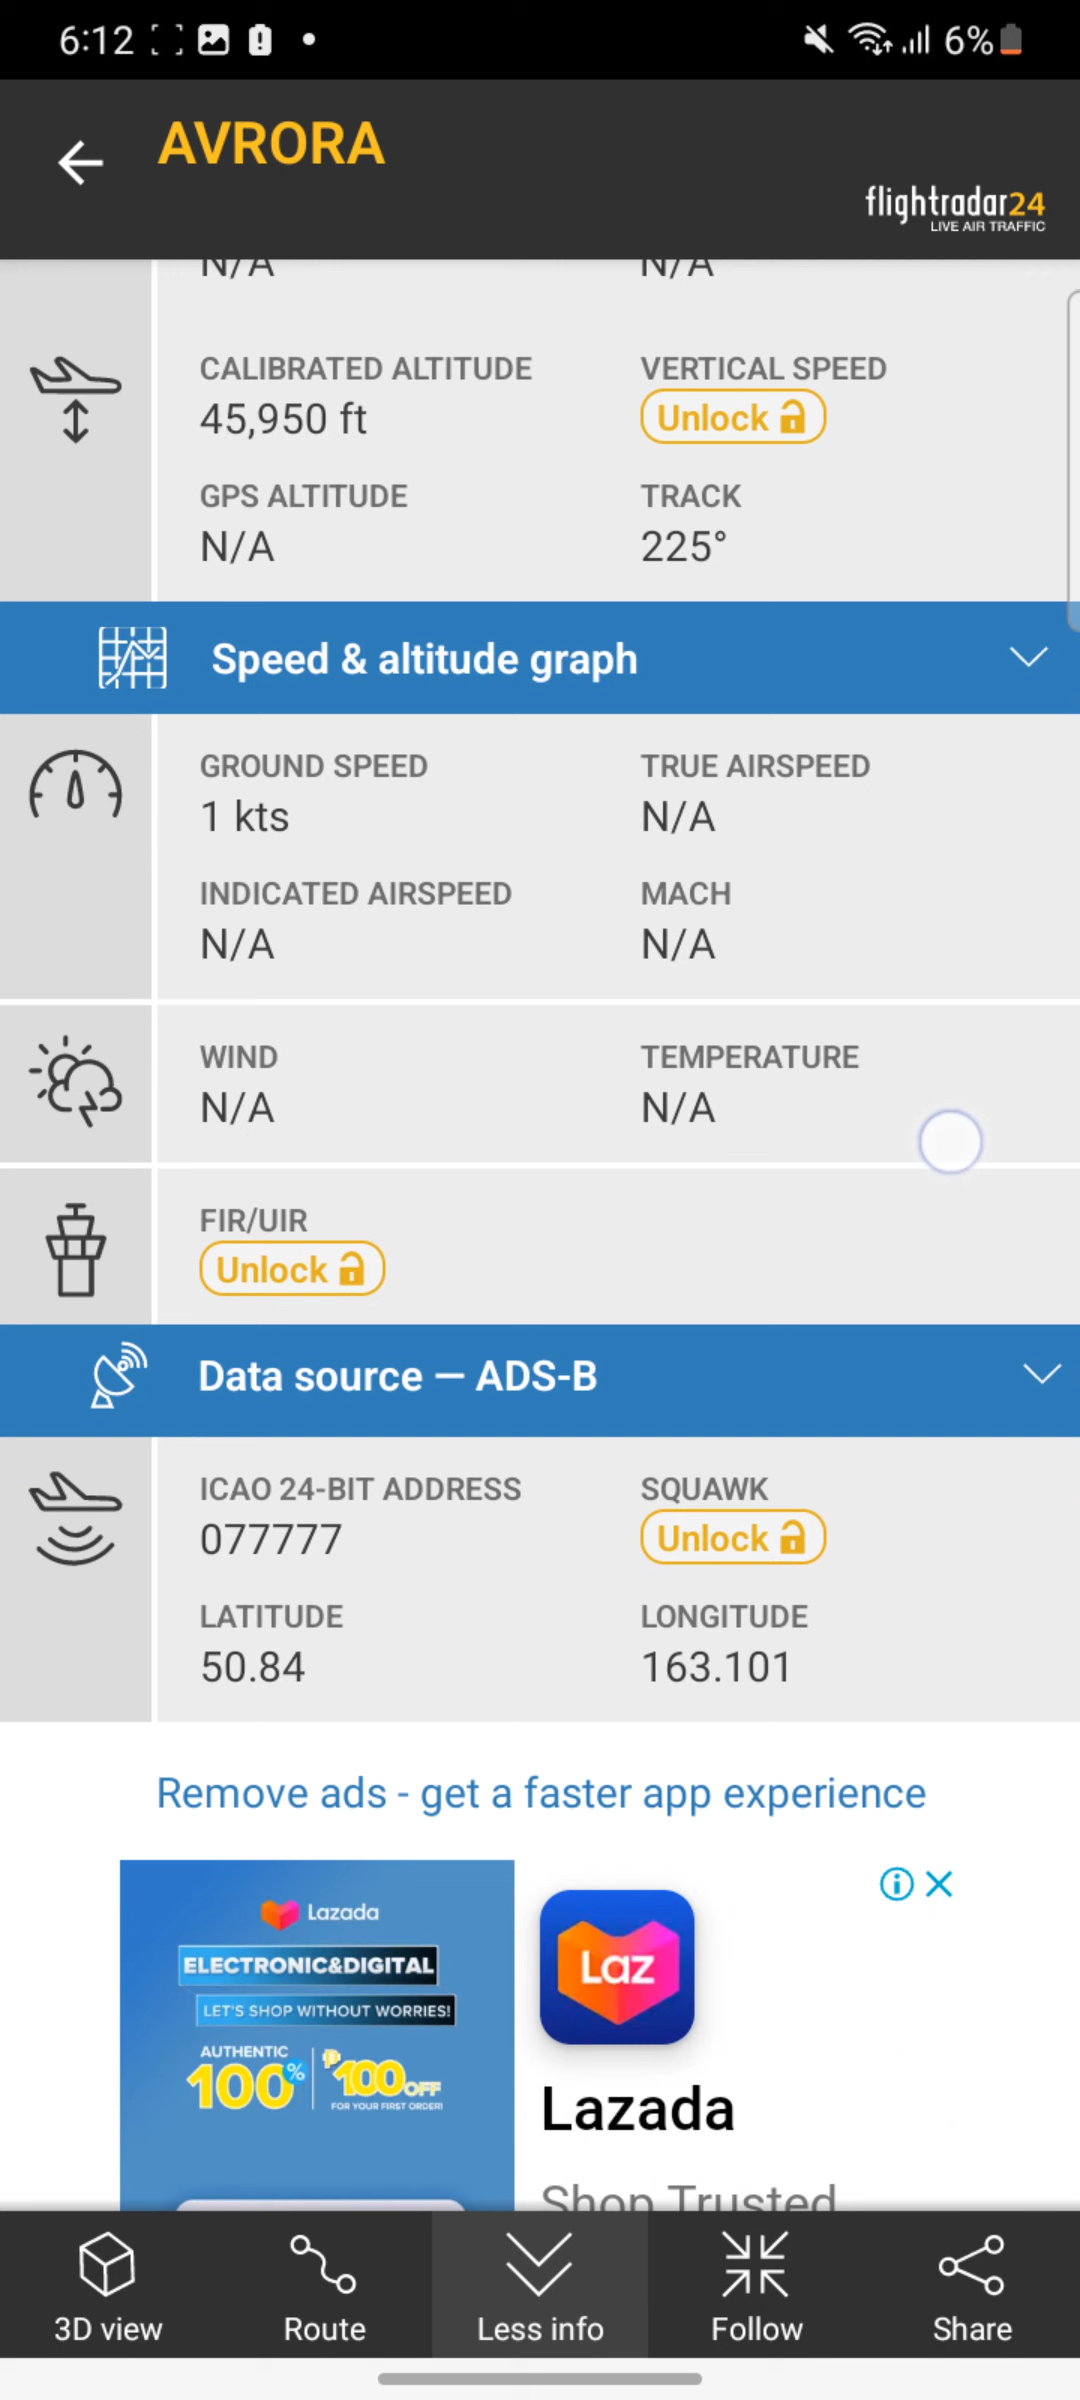 6:12
6%
AVRORA
flightradar24
LIVE AIR TRAFFIC
N/A N/A
CALIBRATED ALTITUDE VERTICAL SPEED
45,950 ft Unlock
GPS ALTITUDE TRACK
N/A 225°
Speed & altitude graph
GROUND SPEED TRUE AIRSPEED
1 kts N/A
INDICATED AIRSPEED MACH
N/A N/A
WIND TEMPERATURE
N/A N/A
FIR/UIR
Unlock
Data source — ADS-B
ICAO 24-BIT ADDRESS SQUAWK
077777 Unlock
LATITUDE LONGITUDE
50.84 163.101
Remove ads - get a faster app experience
Lazada
ELECTRONIC&DIGITAL
LET'S SHOP WITHOUT WORRIES!
AUTHENTIC
100% ₱100 OFF
FOR YOUR FIRST ORDER!
Laz
Lazada
Shop Trusted
3D view Route Less info Follow Share